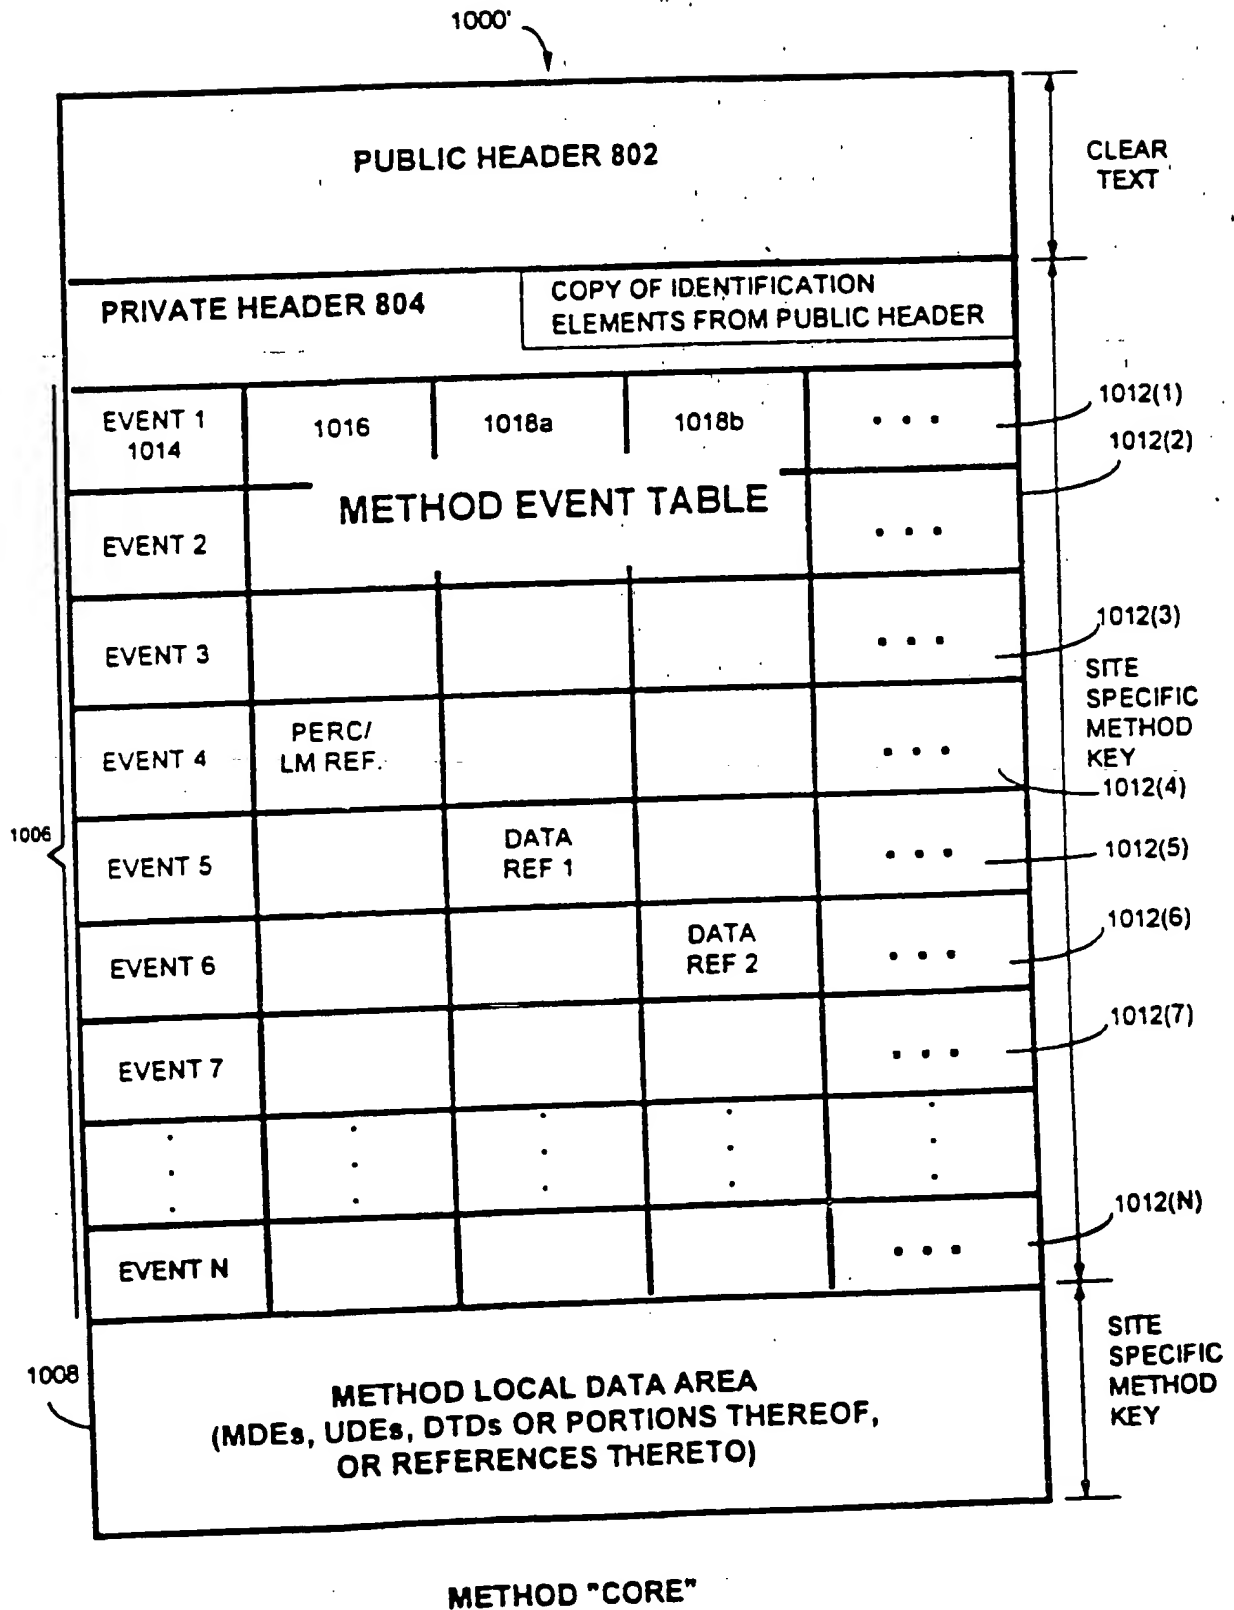 1000'
PUBLIC HEADER 802
CLEAR
TEXT
PRIVATE HEADER 804
COPY OF IDENTIFICATION
ELEMENTS FROM PUBLIC HEADER
EVENT 1
1014
1016
1018a
1018b
• • •
1012(1)
1012(2)
METHOD EVENT TABLE
EVENT 2
• • •
EVENT 3
• • •
1012(3)
SITE
SPECIFIC
METHOD
KEY
EVENT 4
PERC/
LM REF.
• • •
1012(4)
1006
EVENT 5
DATA
REF 1
• • •
1012(5)
EVENT 6
DATA
REF 2
• • •
1012(6)
EVENT 7
• • •
1012(7)
EVENT N
• • •
1012(N)
1008
METHOD LOCAL DATA AREA
(MDEs, UDEs, DTDs OR PORTIONS THEREOF,
OR REFERENCES THERETO)
SITE
SPECIFIC
METHOD
KEY
METHOD "CORE"